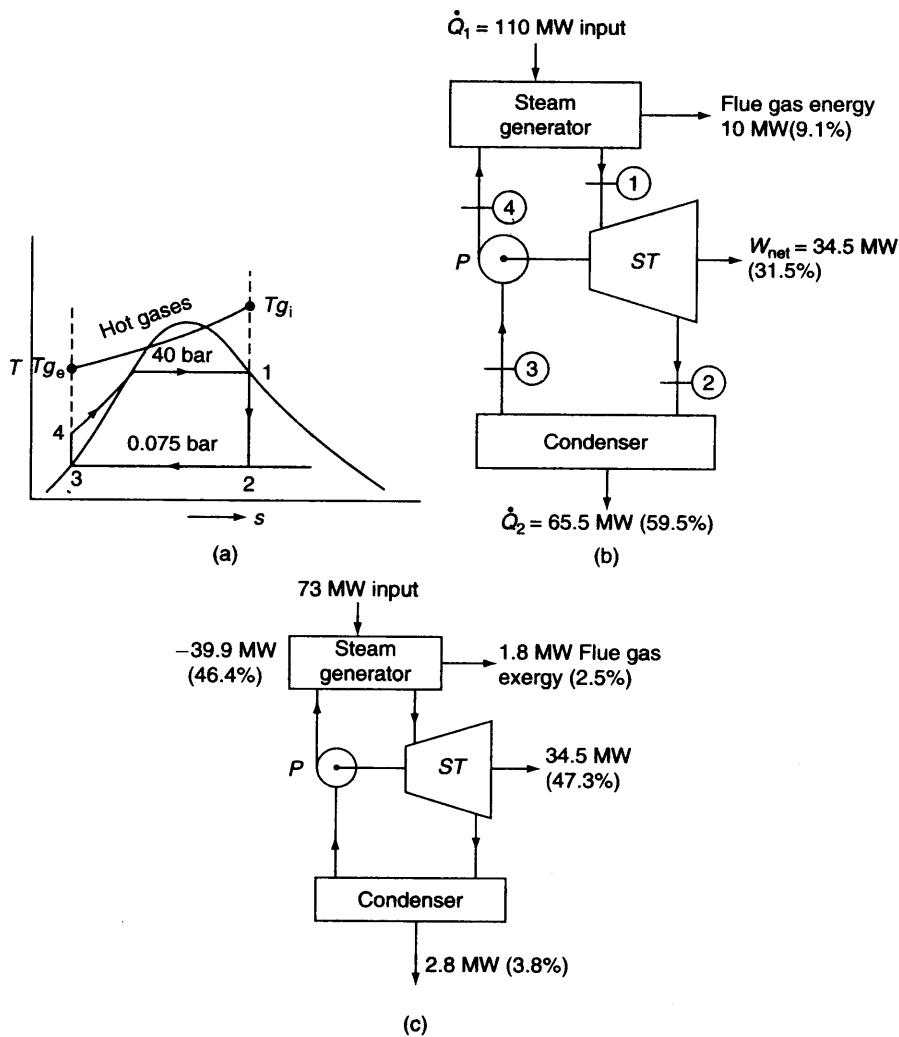 Q̇₁ = 110 MW input
Steam
generator
Flue gas energy
10 MW(9.1%)
1
4
P
ST
Wnet = 34.5 MW
(31.5%)
3
2
Condenser
Q̇₂ = 65.5 MW (59.5%)
(b)
Hot gases
Tgi
T
Tge
40 bar
1
4
0.075 bar
3
2
s
(a)
73 MW input
−39.9 MW
(46.4%)
Steam
generator
1.8 MW Flue gas
exergy (2.5%)
P
ST
34.5 MW
(47.3%)
Condenser
2.8 MW (3.8%)
(c)